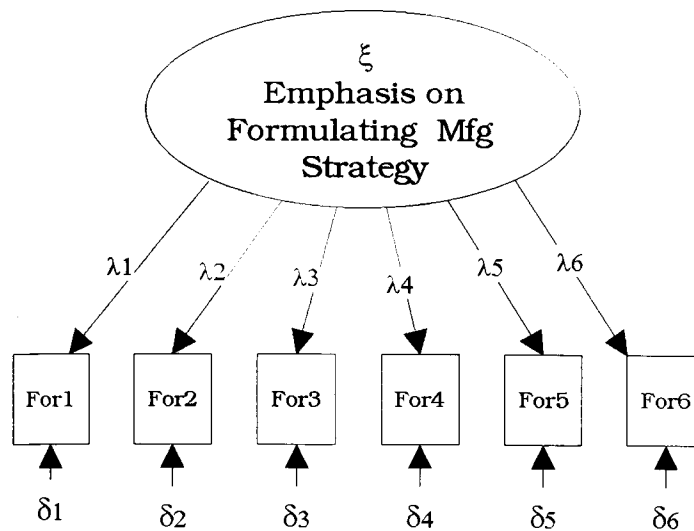 ξ
Emphasis on
Formulating Mfg
Strategy
λ1 λ2 λ3 λ4 λ5 λ6
For1 For2 For3 For4 For5 For6
δ1 δ2 δ3 δ4 δ5 δ6